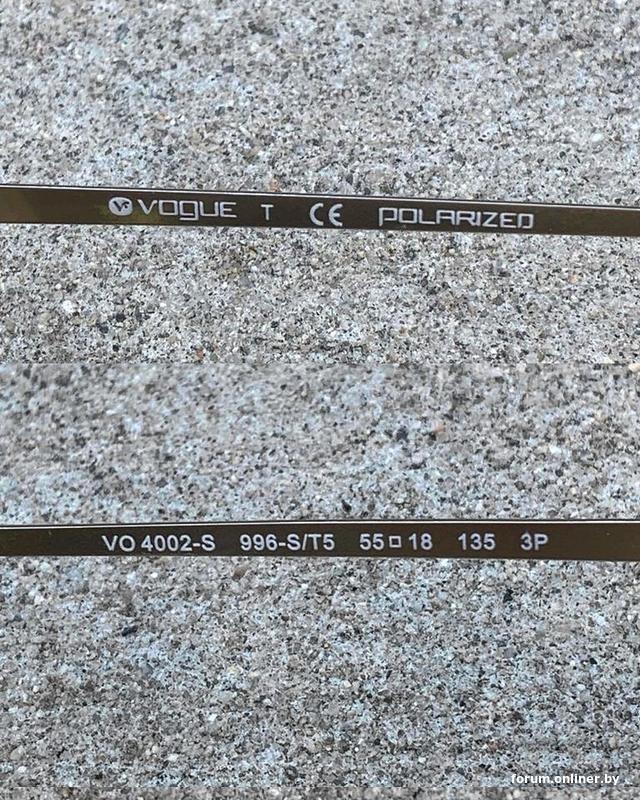 VOGUE T CE POLARIZED
VO 4002-S 996-S/T5 55□18 135 3P
forum.onliner.by